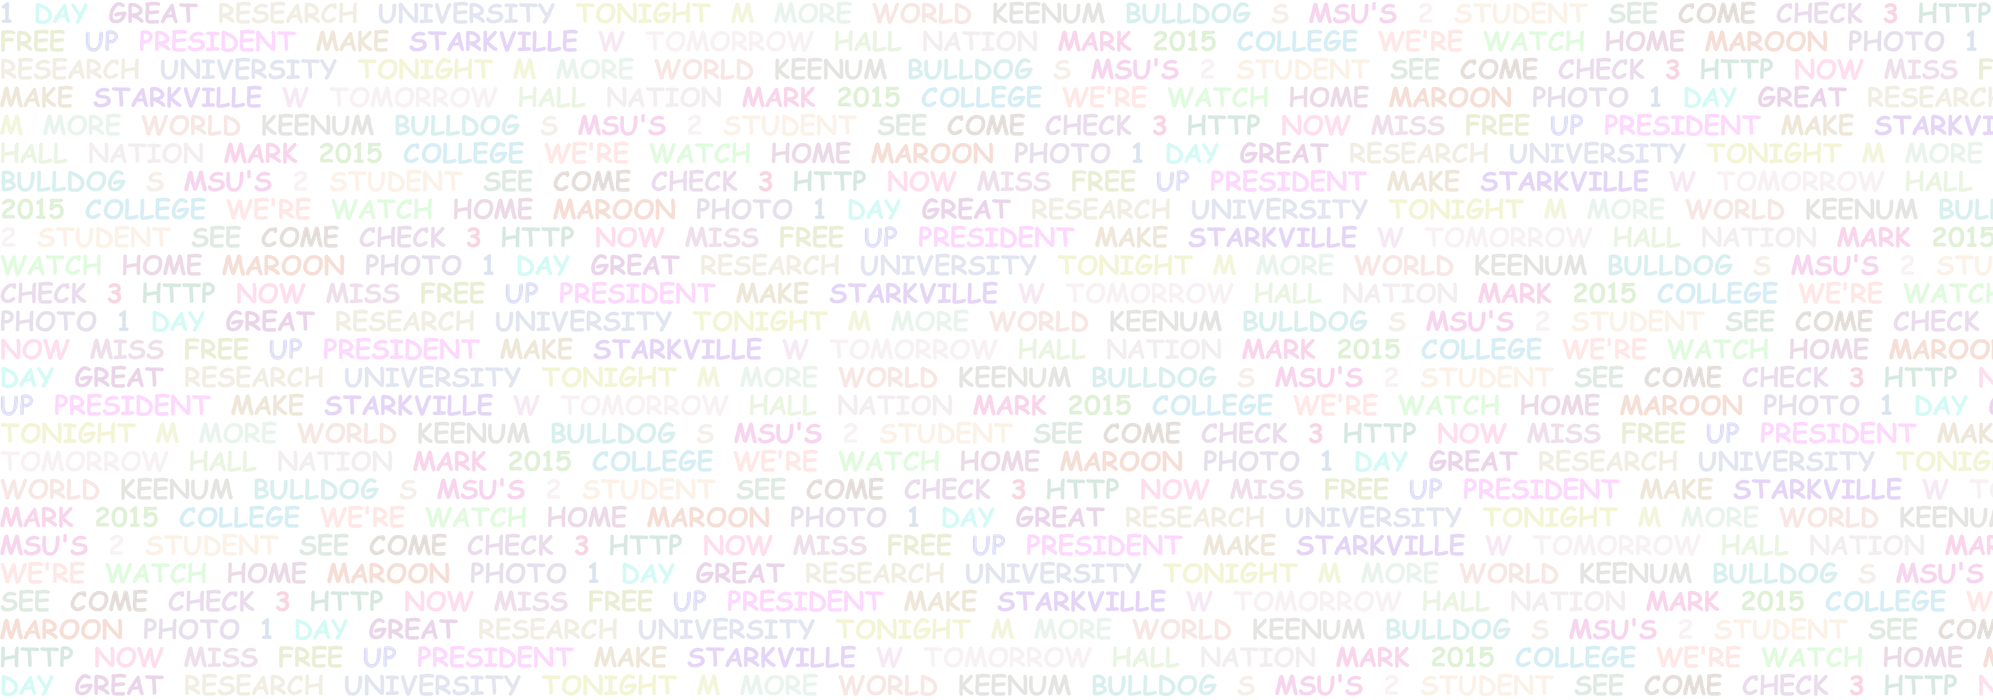 1 DAY GREAT RESEARCH UNIVERSITY TONIGHT M MORE WORLD KEENUM BULLDOG S MSU'S 2 STUDENT SEE COME CHECK 3 HTTP
FREE UP PRESIDENT MAKE STARKVILLE W TOMORROW HALL NATION MARK 2015 COLLEGE WE'RE WATCH HOME MAROON PHOTO 1
RESEARCH UNIVERSITY TONIGHT M MORE WORLD KEENUM BULLDOG S MSU'S 2 STUDENT SEE COME CHECK 3 HTTP NOW MISS F
MAKE STARKVILLE W TOMORROW HALL NATION MARK 2015 COLLEGE WE'RE WATCH HOME MAROON PHOTO 1 DAY GREAT RESEARCH
M MORE WORLD KEENUM BULLDOG S MSU'S 2 STUDENT SEE COME CHECK 3 HTTP NOW MISS FREE UP PRESIDENT MAKE STARKVI
HALL NATION MARK 2015 COLLEGE WE'RE WATCH HOME MAROON PHOTO 1 DAY GREAT RESEARCH UNIVERSITY TONIGHT M MORE
BULLDOG S MSU'S 2 STUDENT SEE COME CHECK 3 HTTP NOW MISS FREE UP PRESIDENT MAKE STARKVILLE W TOMORROW HALL
2015 COLLEGE WE'RE WATCH HOME MAROON PHOTO 1 DAY GREAT RESEARCH UNIVERSITY TONIGHT M MORE WORLD KEENUM BUL
2 STUDENT SEE COME CHECK 3 HTTP NOW MISS FREE UP PRESIDENT MAKE STARKVILLE W TOMORROW HALL NATION MARK 2015
WATCH HOME MAROON PHOTO 1 DAY GREAT RESEARCH UNIVERSITY TONIGHT M MORE WORLD KEENUM BULLDOG S MSU'S 2 STU
CHECK 3 HTTP NOW MISS FREE UP PRESIDENT MAKE STARKVILLE W TOMORROW HALL NATION MARK 2015 COLLEGE WE'RE WATCH
PHOTO 1 DAY GREAT RESEARCH UNIVERSITY TONIGHT M MORE WORLD KEENUM BULLDOG S MSU'S 2 STUDENT SEE COME CHECK
NOW MISS FREE UP PRESIDENT MAKE STARKVILLE W TOMORROW HALL NATION MARK 2015 COLLEGE WE'RE WATCH HOME MAROON
DAY GREAT RESEARCH UNIVERSITY TONIGHT M MORE WORLD KEENUM BULLDOG S MSU'S 2 STUDENT SEE COME CHECK 3 HTTP N
UP PRESIDENT MAKE STARKVILLE W TOMORROW HALL NATION MARK 2015 COLLEGE WE'RE WATCH HOME MAROON PHOTO 1 DAY G
TONIGHT M MORE WORLD KEENUM BULLDOG S MSU'S 2 STUDENT SEE COME CHECK 3 HTTP NOW MISS FREE UP PRESIDENT MAK
TOMORROW HALL NATION MARK 2015 COLLEGE WE'RE WATCH HOME MAROON PHOTO 1 DAY GREAT RESEARCH UNIVERSITY TONIG
WORLD KEENUM BULLDOG S MSU'S 2 STUDENT SEE COME CHECK 3 HTTP NOW MISS FREE UP PRESIDENT MAKE STARKVILLE W T
MARK 2015 COLLEGE WE'RE WATCH HOME MAROON PHOTO 1 DAY GREAT RESEARCH UNIVERSITY TONIGHT M MORE WORLD KEENU
MSU'S 2 STUDENT SEE COME CHECK 3 HTTP NOW MISS FREE UP PRESIDENT MAKE STARKVILLE W TOMORROW HALL NATION MAR
WE'RE WATCH HOME MAROON PHOTO 1 DAY GREAT RESEARCH UNIVERSITY TONIGHT M MORE WORLD KEENUM BULLDOG S MSU'S
SEE COME CHECK 3 HTTP NOW MISS FREE UP PRESIDENT MAKE STARKVILLE W TOMORROW HALL NATION MARK 2015 COLLEGE W
MAROON PHOTO 1 DAY GREAT RESEARCH UNIVERSITY TONIGHT M MORE WORLD KEENUM BULLDOG S MSU'S 2 STUDENT SEE COM
HTTP NOW MISS FREE UP PRESIDENT MAKE STARKVILLE W TOMORROW HALL NATION MARK 2015 COLLEGE WE'RE WATCH HOME M
DAY GREAT RESEARCH UNIVERSITY TONIGHT M MORE WORLD KEENUM BULLDOG S MSU'S 2 STUDENT SEE COME CHECK 3 HTTP N